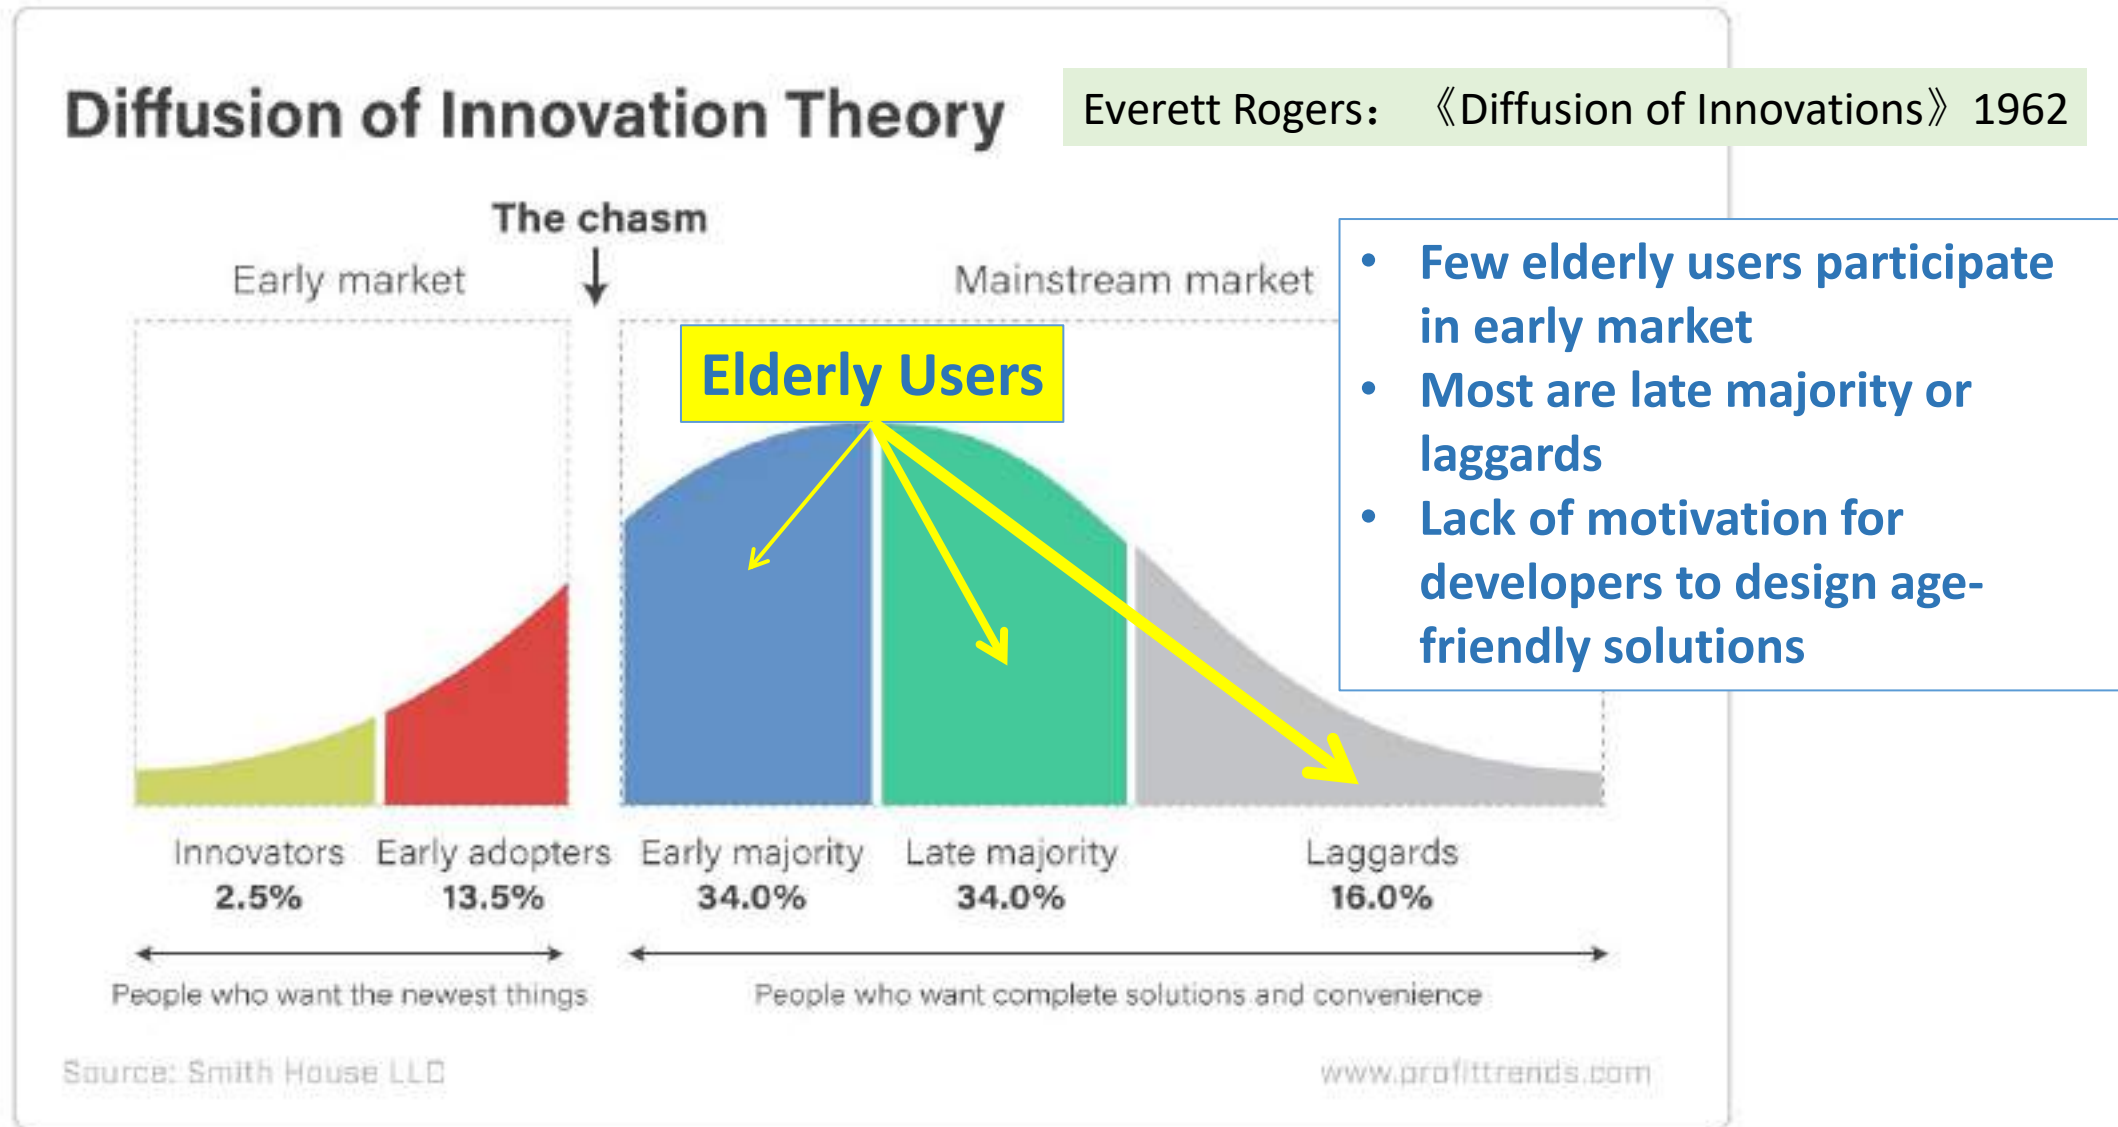 Diffusion of Innovation Theory
Everett Rogers： 《Diffusion of Innovations》 1962
The chasm
Early market
Mainstream market
Elderly Users
• Few elderly users participate
in early market
• Most are late majority or
laggards
• Lack of motivation for
developers to design age-
friendly solutions
Innovators
2.5%
Early adopters
13.5%
Early majority
34.0%
Late majority
34.0%
Laggards
16.0%
People who want the newest things
People who want complete solutions and convenience
Source: Smith House LLC
www.profittrends.com